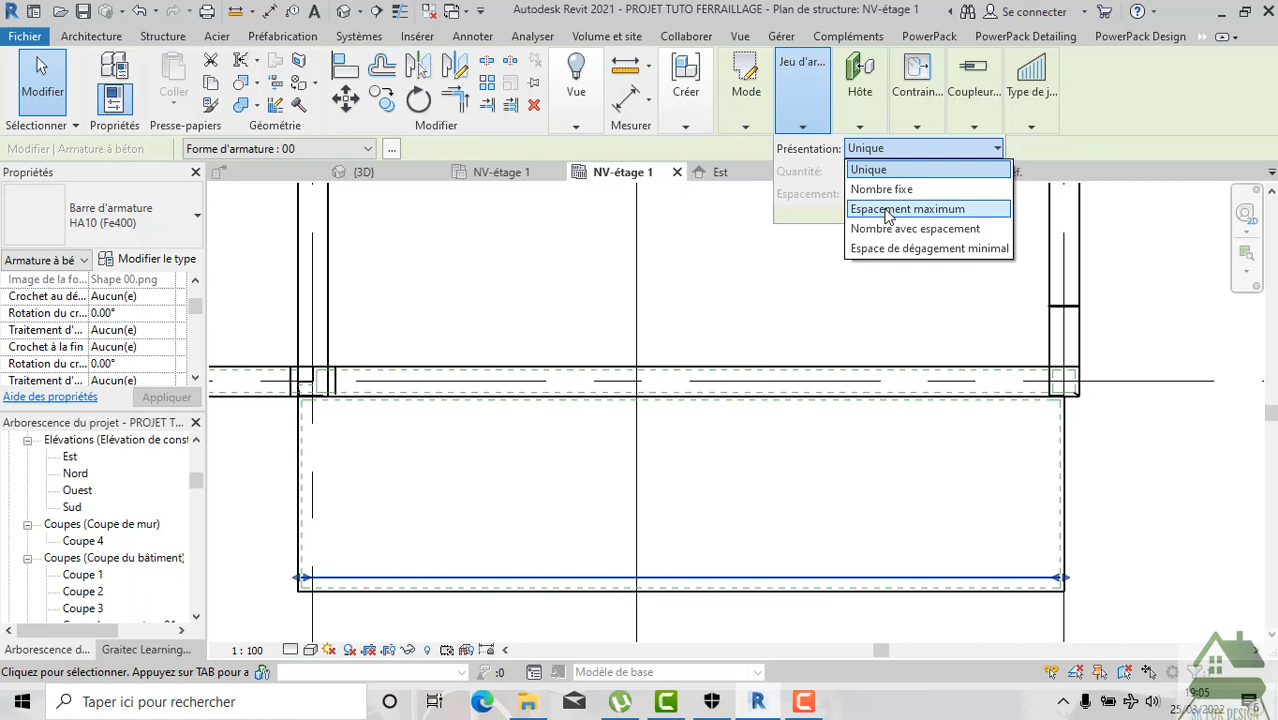 Autodesk Revit 2021 - PROJET TUTO FERRAILLAGE - Plan de structure: NV-étage 1
Se connecter
Fichier Architecture Structure Acier Préfabrication Systèmes Insérer Annoter Analyser Volume et site Collaborer Vue Gérer Compléments PowerPack PowerPack Detailing PowerPack Design
Modifier Coller Vue Créer Mode Jeu d'ar... Hôte Contrain... Coupleur... Type de j...
Sélectionner Propriétés Presse-papiers Géométrie Modifier Mesurer
Modifier | Armature à béton Forme d'armature : 00 ...
Présentation: Unique
Propriétés
{3D} NV-étage 1 NV-étage 1 Est éf.
Quantité:
Espacement:
Unique
Nombre fixe
Espacement maximum
Nombre avec espacement
Espace de dégagement minimal
Barre d'armature
HA10 (Fe400)
Armature à bé Modifier le type
Image de la fo... Shape 00.png
Crochet au dé... Aucun(e)
Rotation du cr... 0.00°
Traitement d'... Aucun(e)
Crochet à la fin Aucun(e)
Rotation du cr... 0.00°
Traitement d'... Aucun(e)
Aide des propriétés Appliquer
Arborescence du projet - PROJET T...
Elévations (Elévation de const
Est
Nord
Ouest
Sud
Coupes (Coupe de mur)
Coupe 4
Coupes (Coupe du bâtiment)
Coupe 1
Coupe 2
Coupe 3
Arborescence d... Graitec Learning...
1 : 100
Cliquez pour sélectionner. Appuyez sur TAB pour a :0 Modèle de base
Taper ici pour rechercher
19:05
25/03/2022